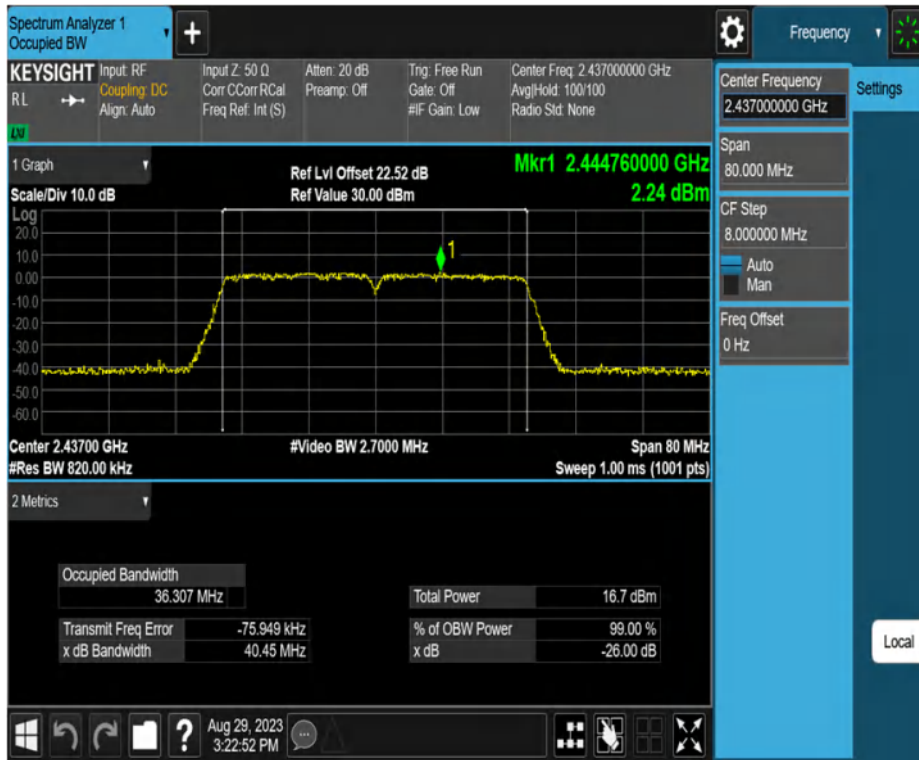 Spectrum Analyzer 1
Occupied BW
+
Frequency
KEYSIGHT
RL
LXI
Input: RF
Coupling: DC
Align: Auto
Input Z: 50 Ω
Corr CCorr RCal
Freq Ref: Int (S)
Atten: 20 dB
Preamp: Off
Trig: Free Run
Gate: Off
#IF Gain: Low
Center Freq: 2.437000000 GHz
Avg|Hold: 100/100
Radio Std: None
Center Frequency
2.437000000 GHz
Settings
Span
80.000 MHz
CF Step
8.000000 MHz
Auto
Man
Freq Offset
0 Hz
Local
1 Graph
Scale/Div 10.0 dB
Ref Lvl Offset 22.52 dB
Ref Value 30.00 dBm
Mkr1 2.444760000 GHz
2.24 dBm
Log
20.0
10.0
0.00
-10.0
-20.0
-30.0
-40.0
-50.0
-60.0
1
Center 2.43700 GHz
#Video BW 2.7000 MHz
Span 80 MHz
#Res BW 820.00 kHz
Sweep 1.00 ms (1001 pts)
2 Metrics
Occupied Bandwidth
36.307 MHz
Total Power 16.7 dBm
Transmit Freq Error -75.949 kHz
% of OBW Power 99.00 %
x dB Bandwidth 40.45 MHz
x dB -26.00 dB
?
Aug 29, 2023
3:22:52 PM